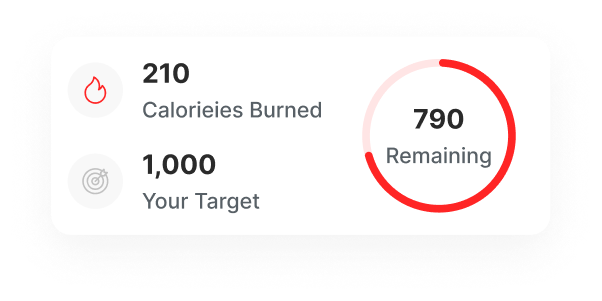 210
Calorieies Burned
1,000
Your Target
790
Remaining